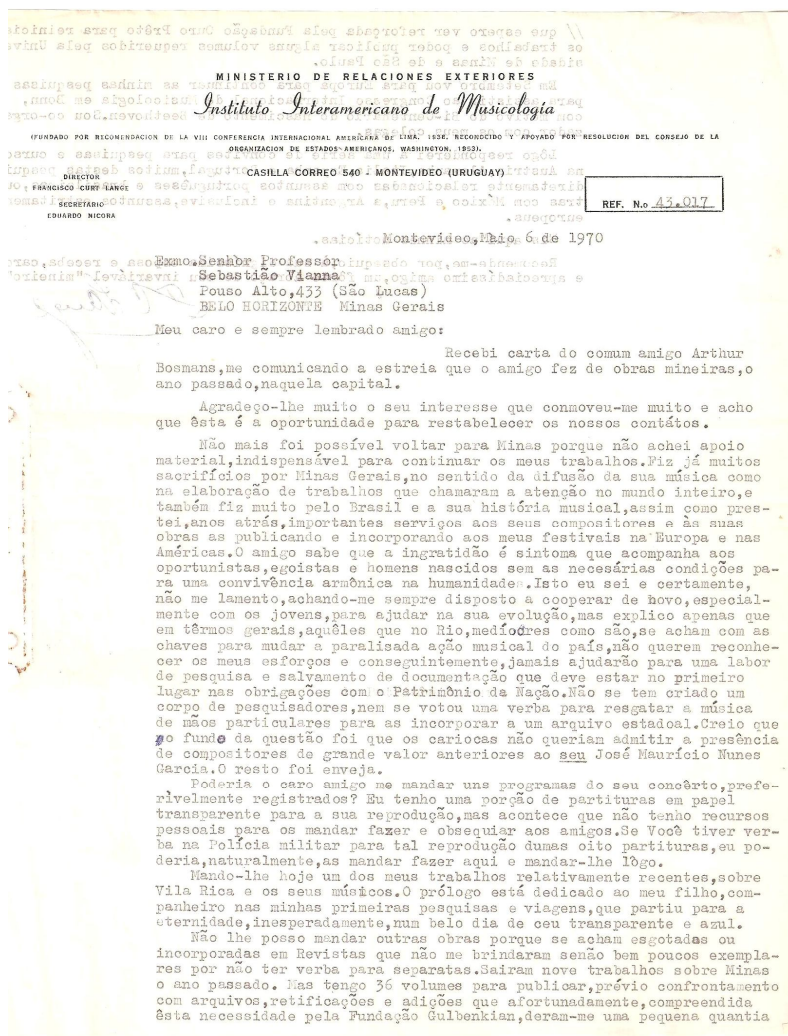 MINISTERIO DE RELACIONES EXTERIORES
Instituto Interamericano de Musicología
(FUNDADO POR RECOMENDACION DE LA VIII CONFERENCIA INTERNACIONAL AMERICANA DE LIMA, 1938. RECONOCIDO Y APOYADO POR RESOLUCION DEL CONSEJO DE LA
ORGANIZACION DE ESTADOS AMERICANOS, WASHINGTON, 1953).
CASILLA CORREO 540 - MONTEVIDEO (URUGUAY)
DIRECTOR
FRANCISCO CURT LANGE
SECRETARIO
EDUARDO NICORA
REF. N.o 43.017
Montevideo,Maio 6 de 1970
Exmo.Senhor Professor
Sebastião Vianna
Pouso Alto,433 (São Lucas)
BELO HORIZONTE Minas Gerais
Meu caro e sempre lembrado amigo:
Recebi carta do comum amigo Arthur
Bosmans,me comunicando a estreia que o amigo fez de obras mineiras,o
ano passado,naquela capital.
Agradeço-lhe muito o seu interesse que conmoveu-me muito e acho
que ésta é a oportunidade para restabelecer os nossos contátos.
Não mais foi possível voltar para Minas porque não achei apoio
material,indispensável para continuar os meus trabalhos.Fiz já muitos
sacrifícios por Minas Gerais,no sentido da difusão da sua música como
na elaboração de trabalhos que chamaram a atenção no mundo inteiro,e
também fiz muito pelo Brasil e a sua história musical,assim como pres-
tei,anos atrás,importantes serviços aos seus compositores e às suas
obras as publicando e incorporando aos meus festivais na Europa e nas
Américas.O amigo sabe que a ingratidão é sintoma que acompanha aos
oportunistas,egoistas e homens nascidos sem as necesárias condições pa-
ra uma convivência armônica na humanidade.Isto eu sei e certamente,
não me lamento,achando-me sempre disposto a cooperar de novo,especial-
mente com os jovens,para ajudar na sua evolução,mas explico apenas que
em têrmos gerais,aquêles que no Rio,medíocres como são,se acham com as
chaves para mudar a paralisada ação musical do país,não querem reconhe-
cer os meus esforços e conseguintemente,jamais ajudarão para uma labor
de pesquisa e salvamento de documentação que deve estar no primeiro
lugar nas obrigações com o Patrimônio da Nação.Não se tem criado um
corpo de pesquisadores,nem se votou uma verba para resgatar a música
de mãos particulares para as incorporar a um arquivo estadoal.Creio que
o fundo da questão foi que os cariocas não queriam admitir a presência
de compositores de grande valor anteriores ao seu José Maurício Nunes
Garcia.O resto foi enveja.
Poderia o caro amigo me mandar uns programas do seu concêrto,prefe-
rivelmente registrados? Eu tenho uma porção de partituras em papel
transparente para a sua reprodução,mas acontece que não tenho recursos
pessoais para os mandar fazer e obsequiar aos amigos.Se Você tiver ver-
ba na Polícia militar para tal reprodução dumas oito partituras,eu po-
deria,naturalmente,as mandar fazer aqui e mandar-lhe lôgo.
Mando-lhe hoje um dos meus trabalhos relativamente recentes,sobre
Vila Rica e os seus músicos.O prólogo está dedicado ao meu filho,com-
panheiro nas minhas primeiras pesquisas e viagens,que partiu para a
eternidade,inesperadamente,num belo dia de ceu transparente e azul.
Não lhe posso mandar outras obras porque se acham esgotadas ou
incorporadas em Revistas que não me brindaram senão bem poucos exempla-
res por não ter verba para separatas.Sairam nove trabalhos sobre Minas
o ano passado. Mas tengo 36 volumes para publicar,prévio confrontamento
com arquivos,retificações e adições que afortunadamente,compreendida
ésta necessidade pela Fundação Gulbenkian,deram-me uma pequena quantia